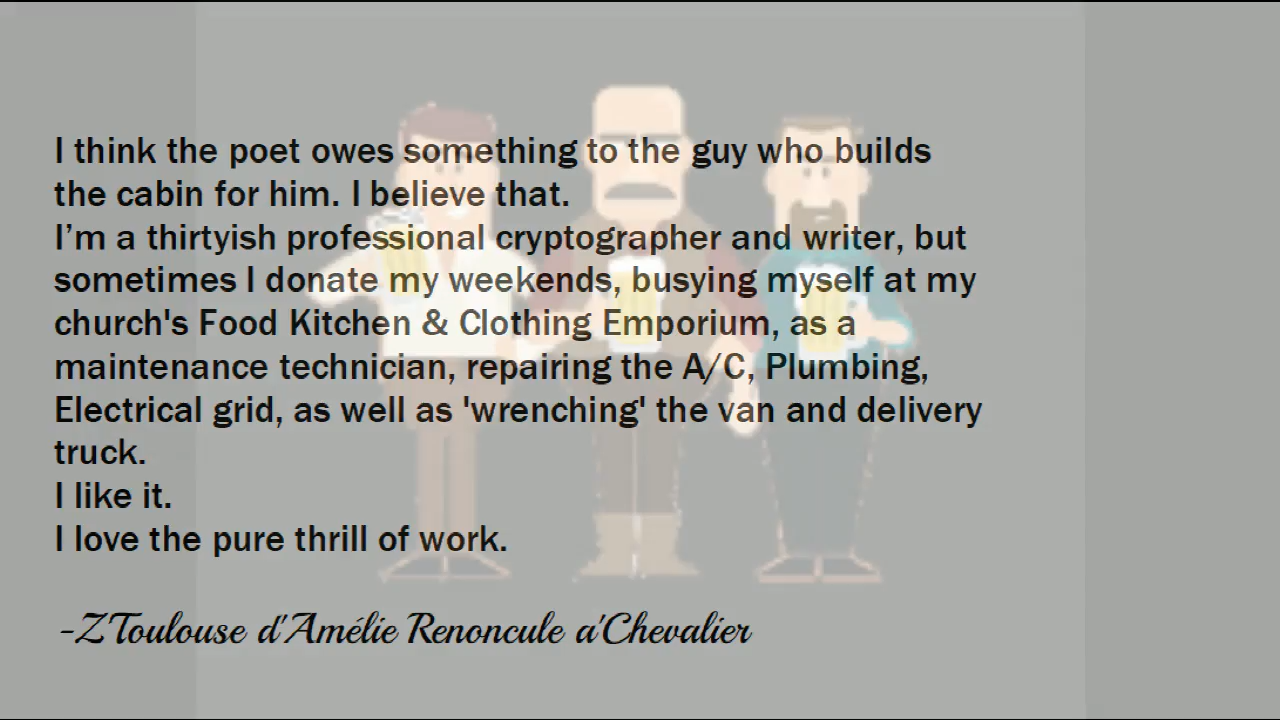 I think the poet owes something to the guy who builds
the cabin for him. I believe that.
I’m a thirtyish professional cryptographer and writer, but
sometimes I donate my weekends, busying myself at my
church's Food Kitchen & Clothing Emporium, as a
maintenance technician, repairing the A/C, Plumbing,
Electrical grid, as well as 'wrenching' the van and delivery
truck.
I like it.
I love the pure thrill of work.
-ZToulouse d'Amélie Renoncule a'Chevalier